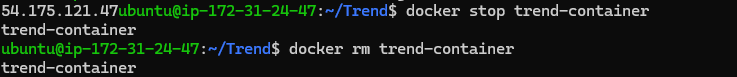 54.175.121.47ubuntu@ip-172-31-24-47:~/Trend$ docker stop trend-container
trend-container
ubuntu@ip-172-31-24-47:~/Trend$ docker rm trend-container
trend-container